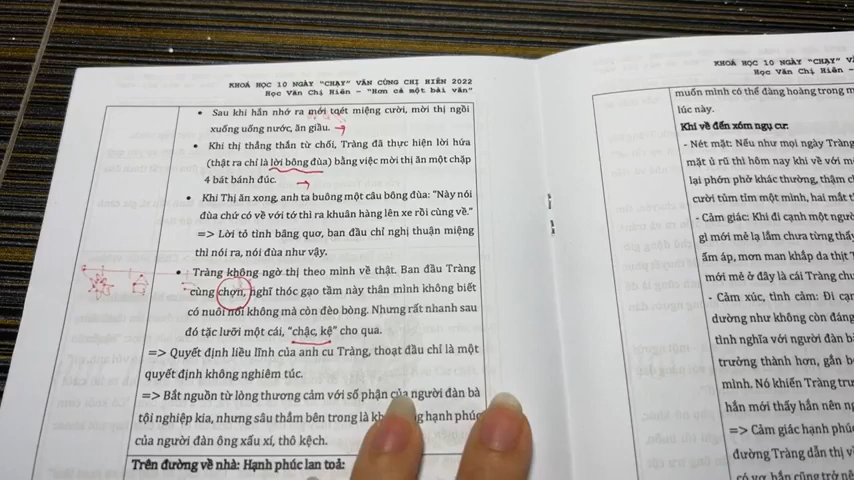 KHOÁ HỌC 10 NGÀY "CHẠY" VĂN CÙNG CHỊ HIÊN 2022
Học Văn Chị Hiên – "Hơn cả một bài văn"
• Sau khi hắn nhớ ra mới toét miệng cười, mời thị ngồi
xuống uống nước, ăn giầu.
• Khi thị thẳng thắn từ chối, Tràng đã thực hiện lời hứa
(thật ra chỉ là lời bông đùa) bằng việc mời thị ăn một chặp
4 bát bánh đúc.
• Khi Thị ăn xong, anh ta buông một câu bông đùa: "Này nói
đùa chứ có về với tớ thì ra khuân hàng lên xe rồi cùng về."
=> Lời tỏ tình bâng quơ, ban đầu chỉ nghị thuận miệng
thì nói ra, nói đùa như vậy.
• Tràng không ngờ thị theo mình về thật. Ban đầu Tràng
cùng chợn, nghĩ thóc gạo tầm này thân mình không biết
có nuôi nổi không mà còn đèo bòng. Nhưng rất nhanh sau
đó tặc lưỡi một cái, "chậc, kệ" cho qua.
=> Quyết định liều lĩnh của anh cu Tràng, thoạt đầu chỉ là một
quyết định không nghiêm túc.
=> Bắt nguồn từ lòng thương cảm với số phận của người đàn bà
tội nghiệp kia, nhưng sâu thẳm bên trong là hạnh phúc
của người đàn ông xấu xí, thô kệch.
Trên đường về nhà: Hạnh phúc lan toả:
KHOÁ HỌC 10 NGÀY "CHẠY"
Học Văn Chị Hiên –
muốn mình có thể đàng hoàng trong
lúc này.
Khi về đến xóm ngụ cư:
- Nét mặt: Nếu như mọi ngày Tràng
mặt ủ rũ thì hôm nay khi về với
lại phớn phở khác thường, thậm
cười tủm tỉm một mình, hai mắt
- Cảm giác: Khi đi cạnh một
gì mới mẻ lạ lẫm chưa từng
ấm áp, mơn man khắp da thịt
mới mẻ ở đây là cái Tràng
- Cảm xúc, tình cảm: Đi
dường như không còn đáng
tình nghĩa với người đàn
trưởng thành hơn, gắn
mình. Nó khiến Tràng
hắn mới thấy hắn nên
=> Cảm giác hạnh
đường Tràng dẫn thị
có vợ, hắn cũng trở